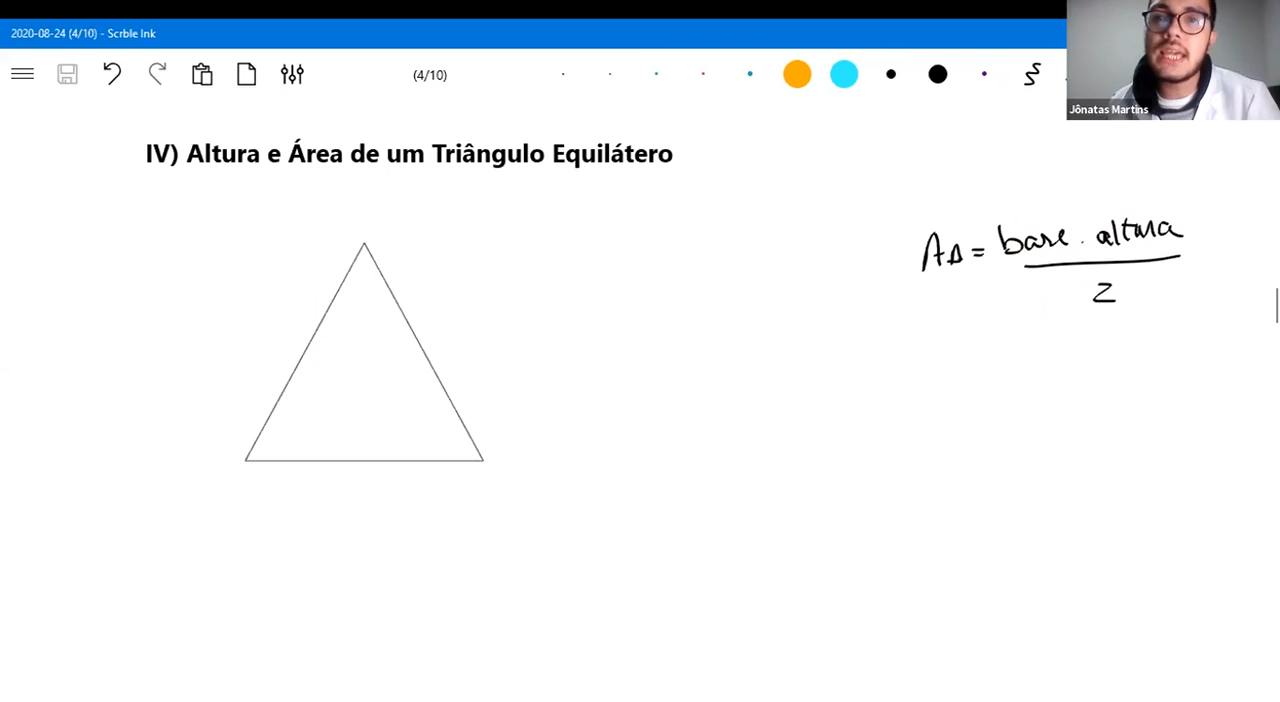 2020-08-24 (4/10) - Scrble Ink
(4/10)
Jônatas Martins
IV) Altura e Área de um Triângulo Equilátero
A∆ = base . altura
2